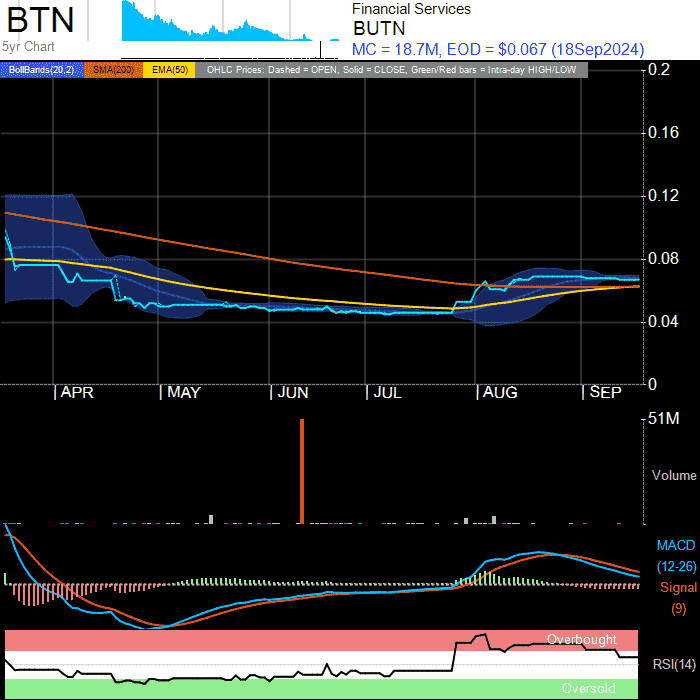 BTN
5yr Chart
Financial Services
BUTN
MC = 18.7M, EOD = $0.067 (18Sep2024)
BollBands(20,2) SMA(200) EMA(50) OHLC Prices: Dashed = OPEN, Solid = CLOSE, Green/Red bars = Intra-day HIGH/LOW
0.2
0.16
0.12
0.08
0.04
0
APR MAY JUN JUL AUG SEP
51M
Volume
MACD
(12-26)
Signal
(9)
Overbought
RSI(14)
Oversold